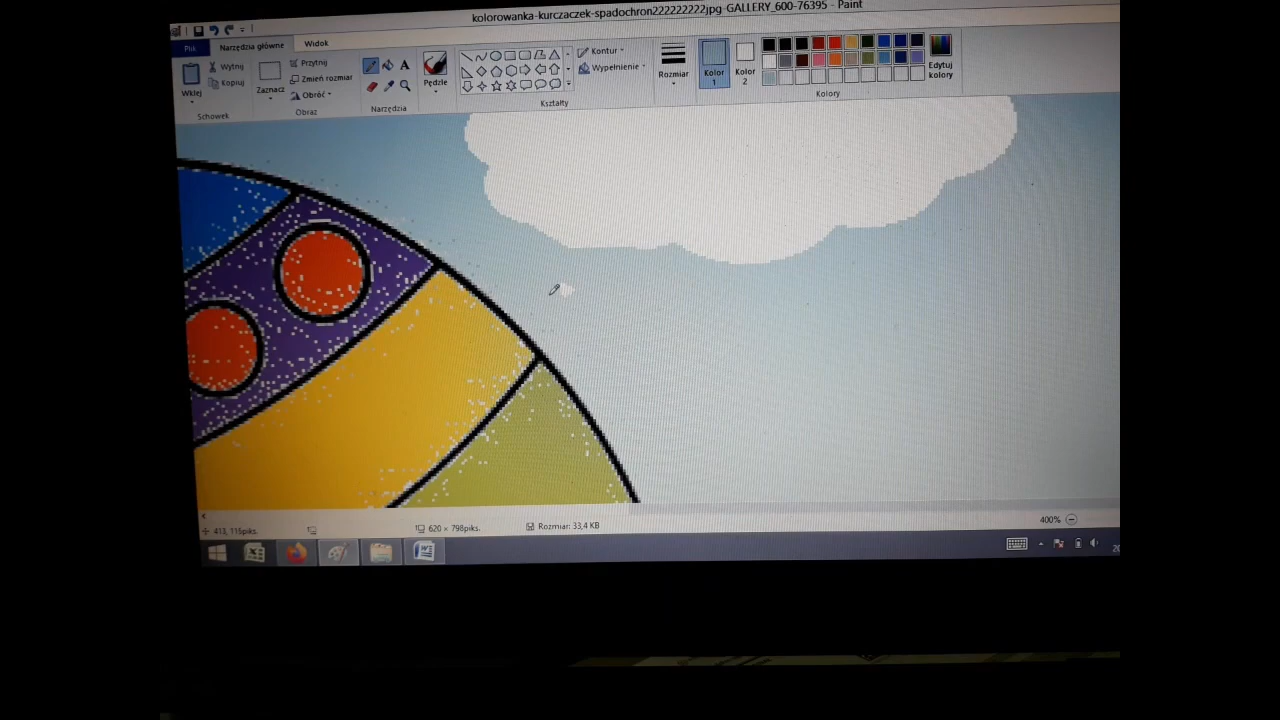 kolorowanka-kurczaczek-spadochron222222222jpg-GALLERY_600-76395 - Paint
Plik
Narzędzia główne
Widok
Wklej
Wytnij
Kopiuj
Schowek
Zaznacz
Przytnij
Zmień rozmiar
Obróć
Obraz
A
Narzędzia
Pędzle
Kształty
Kontur
Wypełnienie
Rozmiar
Kolor 1
Kolor 2
Edytuj kolory
Kolory
413, 115piks.
620 × 798piks.
Rozmiar: 33,4 KB
400%